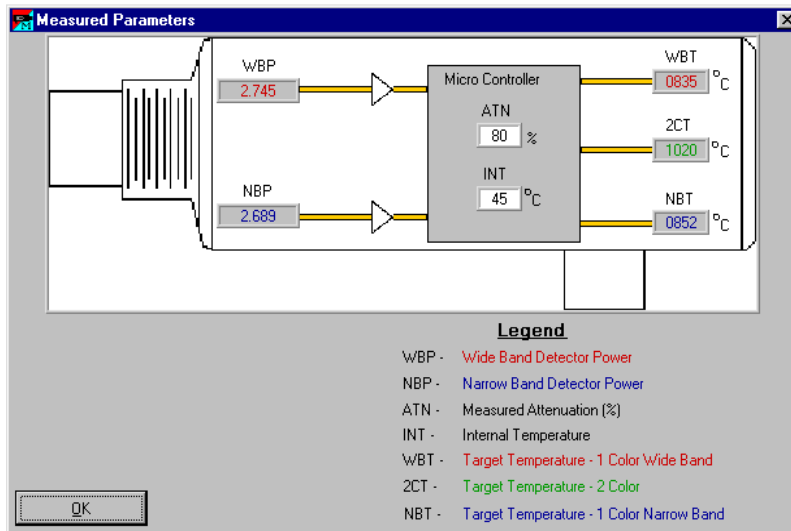 Measured Parameters
WBP
2.745
NBP
2.689
Micro Controller
ATN
80 %
INT
45 °C
WBT
0835 °C
2CT
1020 °C
NBT
0852 °C
Legend
WBP - Wide Band Detector Power
NBP - Narrow Band Detector Power
ATN - Measured Attenuation (%)
INT - Internal Temperature
WBT - Target Temperature - 1 Color Wide Band
2CT - Target Temperature - 2 Color
NBT - Target Temperature - 1 Color Narrow Band
OK